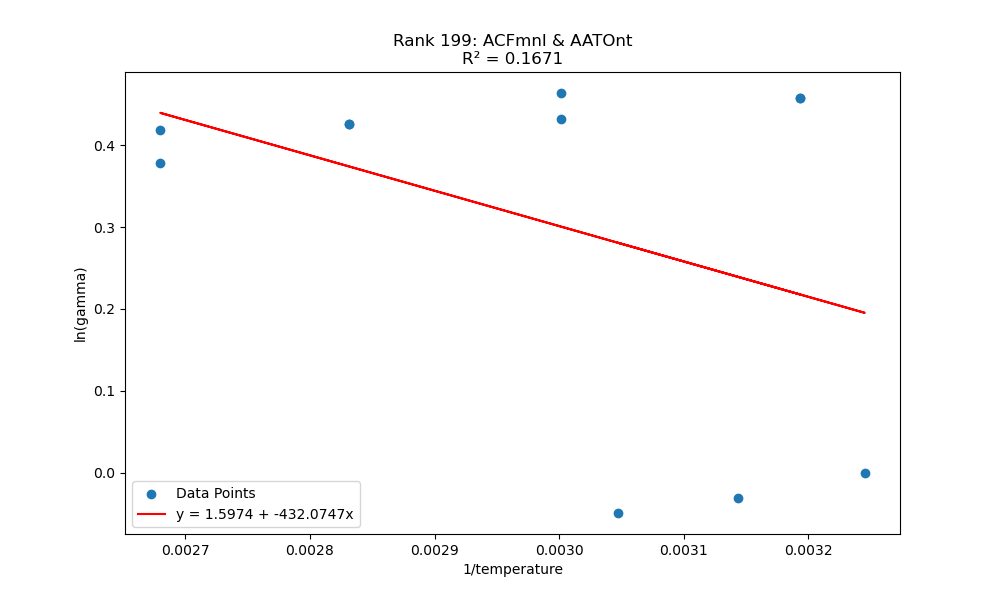 Rank 199: ACFmnl & AATOnt
R² = 0.1671
ln(gamma)
0.4
0.3
0.2
0.1
0.0
Data Points
y = 1.5974 + -432.0747x
0.0027 0.0028 0.0029 0.0030 0.0031 0.0032
1/temperature